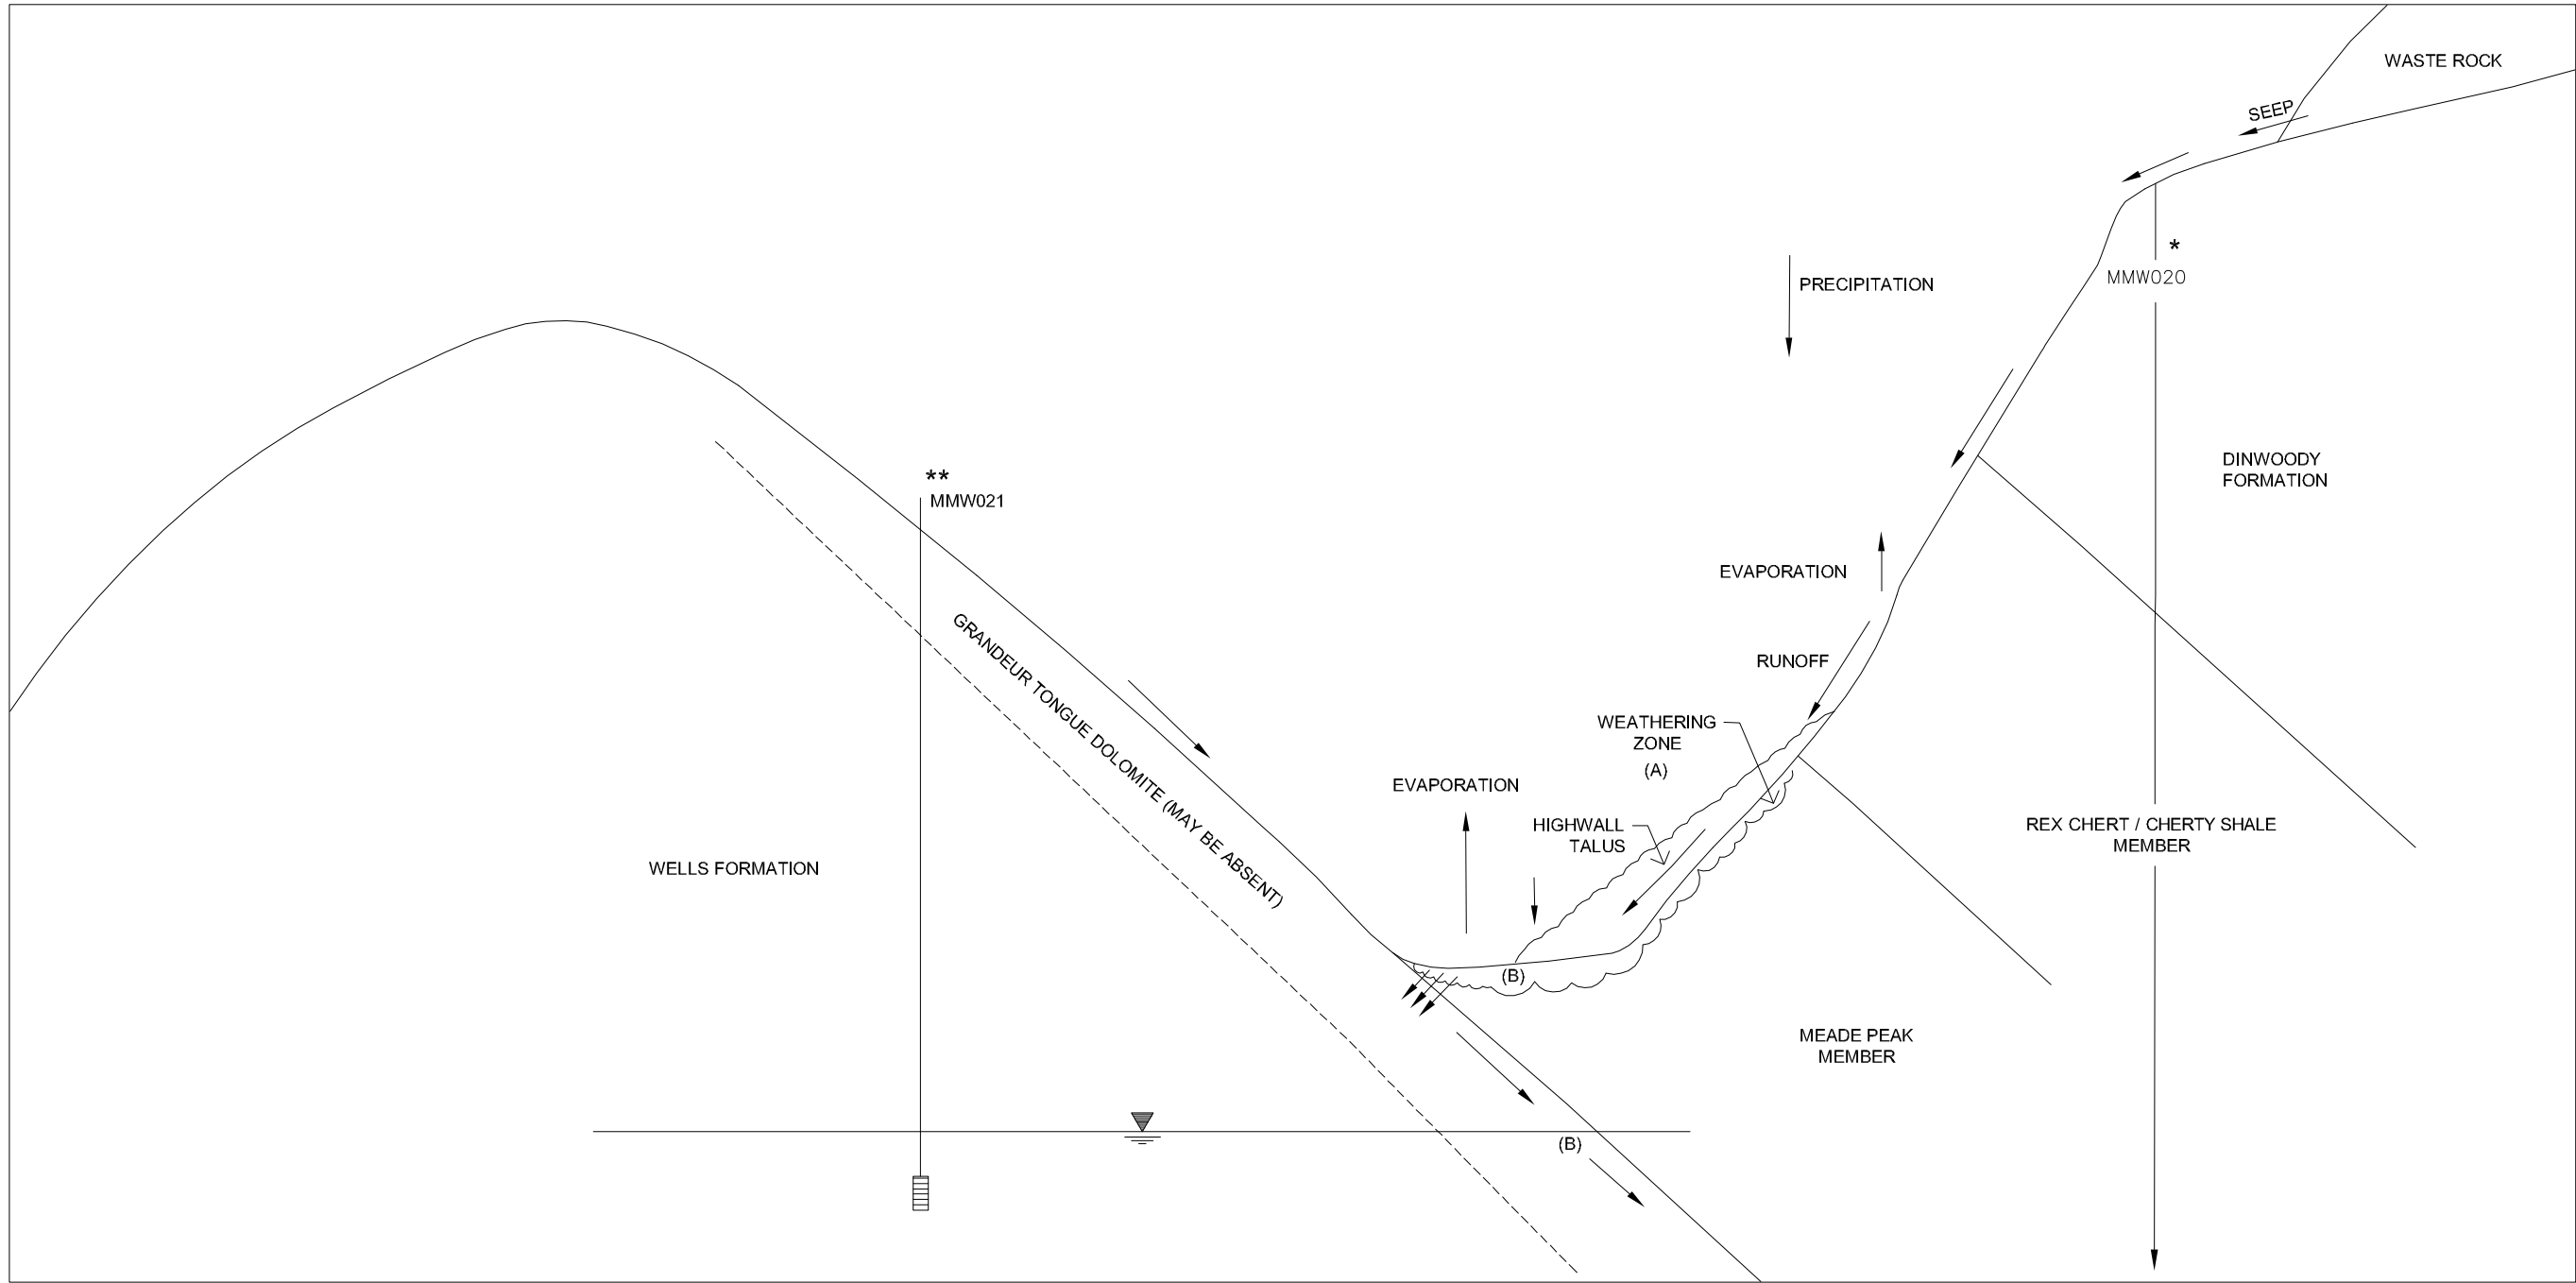 WASTE ROCK
SEEP
*
MMW020
PRECIPITATION
DINWOODY
FORMATION
**
MMW021
EVAPORATION
RUNOFF
GRANDEUR TONGUE DOLOMITE (MAY BE ABSENT)
WEATHERING
ZONE
(A)
EVAPORATION
HIGHWALL
TALUS
REX CHERT / CHERTY SHALE
MEMBER
WELLS FORMATION
(B)
MEADE PEAK
MEMBER
(B)